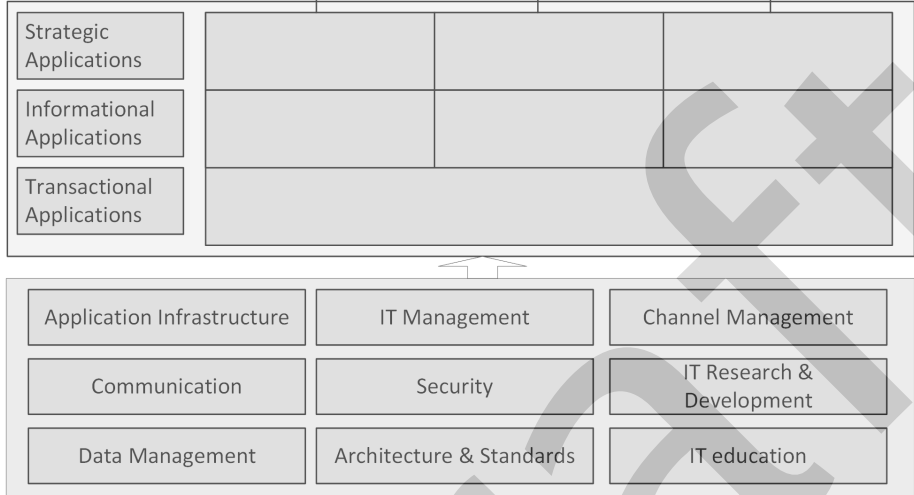 Strategic
Applications
Informational
Applications
Transactional
Applications
Application Infrastructure
IT Management
Channel Management
Communication
Security
IT Research &
Development
Data Management
Architecture & Standards
IT education
aft